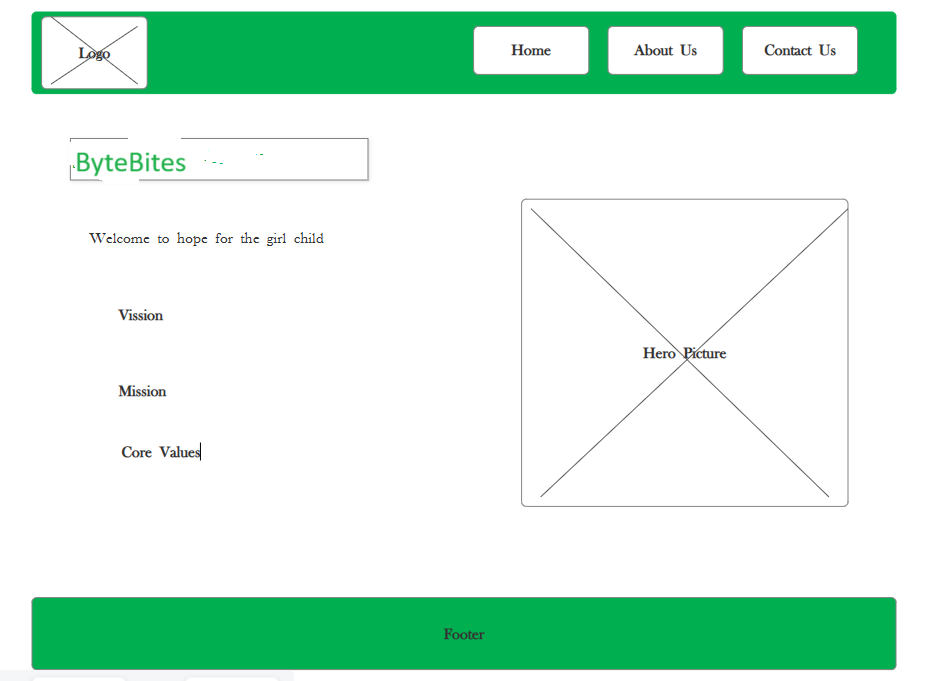 Logo
Home
About Us
Contact Us
ByteBites
Welcome to hope for the girl child
Vission
Hero Picture
Mission
Core Values
Footer